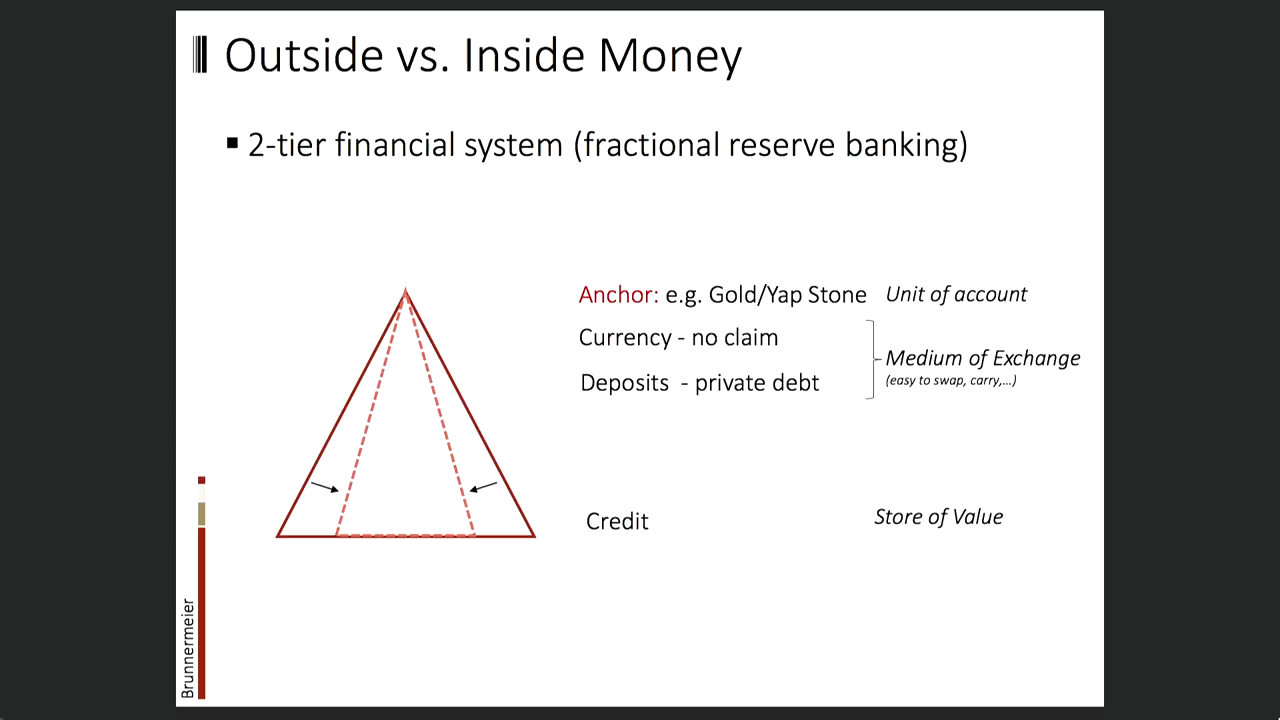 Outside vs. Inside Money
2-tier financial system (fractional reserve banking)
Anchor: e.g. Gold/Yap Stone Unit of account
Currency - no claim
Medium of Exchange
Deposits - private debt
(easy to swap, carry,...)
Credit
Store of Value
Brunnermeier